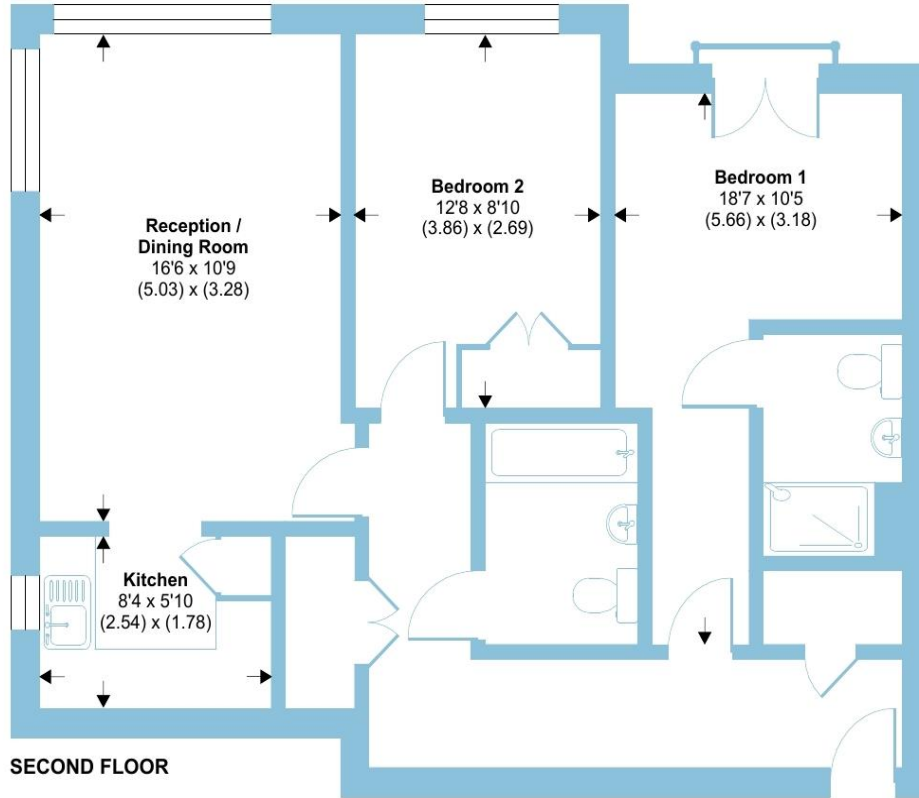 Reception /
Dining Room
16'6 x 10'9
(5.03) x (3.28)
Bedroom 2
12'8 x 8'10
(3.86) x (2.69)
Bedroom 1
18'7 x 10'5
(5.66) x (3.18)
Kitchen
8'4 x 5'10
(2.54) x (1.78)
SECOND FLOOR